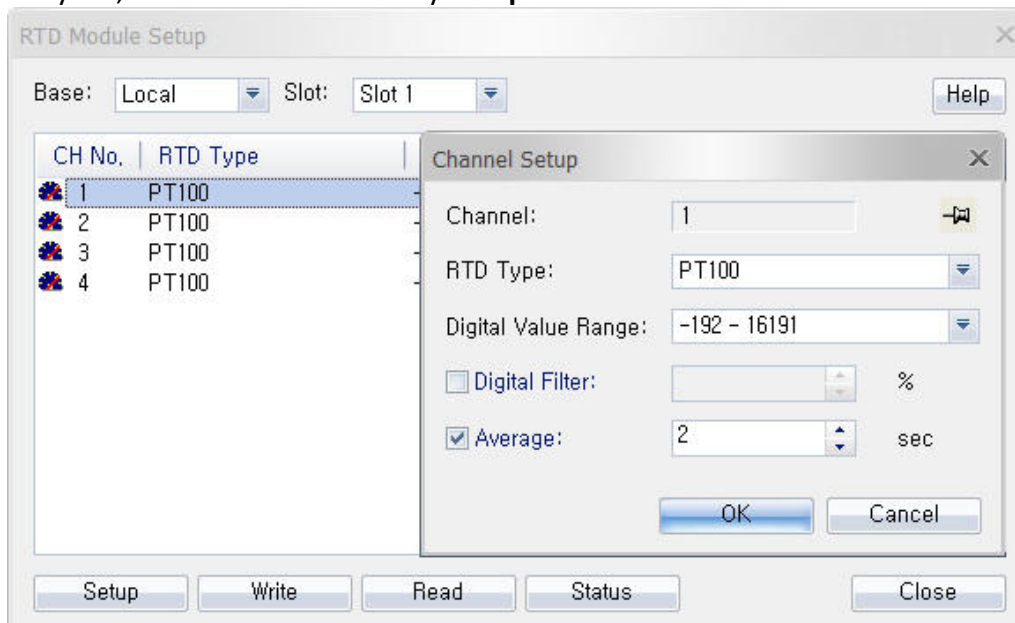 RTD Module Setup
Base: Local Slot: Slot 1 Help
CH No. RTD Type
1 PT100
2 PT100
3 PT100
4 PT100
Channel Setup
Channel: 1
RTD Type: PT100
Digital Value Range: -192 - 16191
Digital Filter: %
Average: 2 sec
OK Cancel
Setup Write Read Status Close